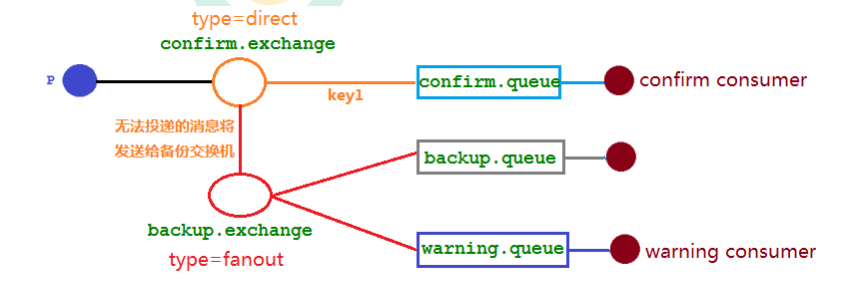 type=direct
confirm.exchange
P
key1
confirm.queue
confirm consumer
无法投递的消息将
发送给备份交换机
backup.queue
backup.exchange
type=fanout
warning.queue
warning consumer